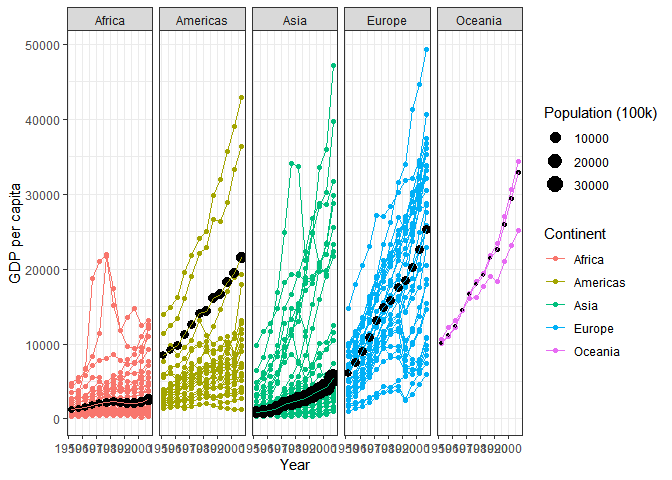 Africa Americas Asia Europe Oceania
50000
40000
30000
20000
10000
0
GDP per capita
Year
Population (100k)
10000
20000
30000
Continent
Africa
Americas
Asia
Europe
Oceania